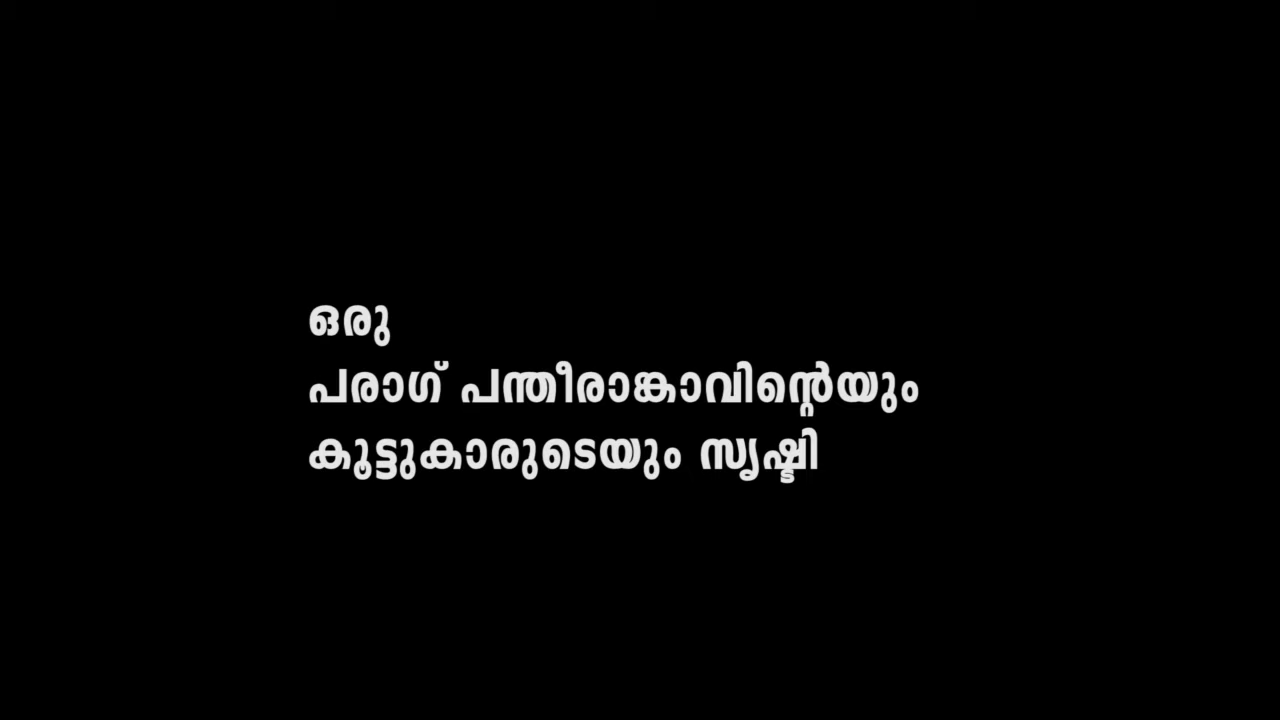 ഒരു
പരാഗ് പന്തീരാങ്കാവിന്റെയും
കൂട്ടുകാരുടെയും സൃഷ്ടി